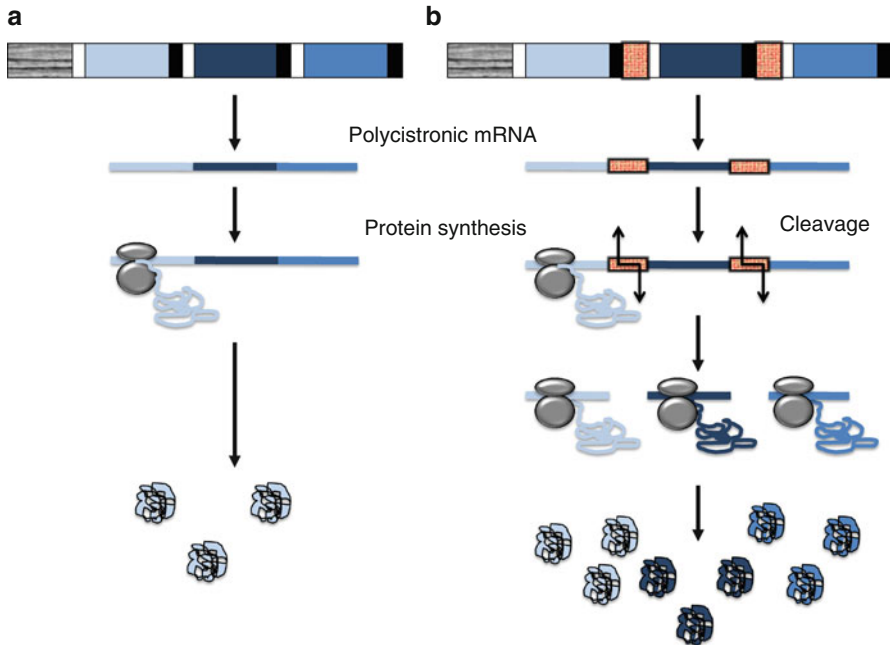 a
b
Polycistronic mRNA
Protein synthesis
Cleavage